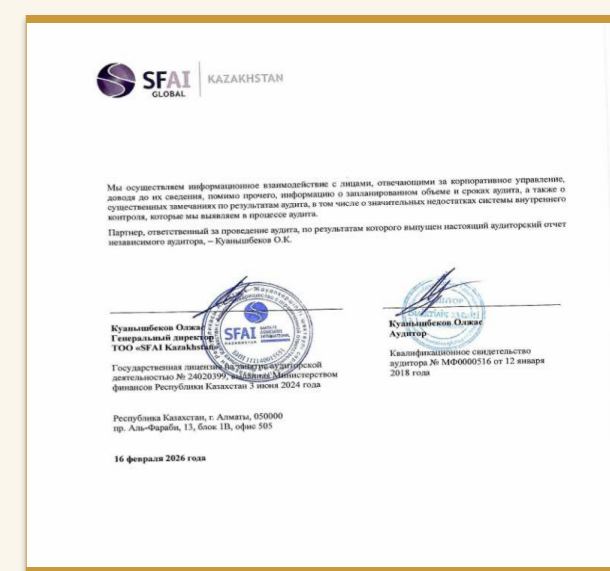 SFAI
GLOBAL
KAZAKHSTAN
Мы осуществляем информационное взаимодействие с лицами, отвечающими за корпоративное управление,
доводя до их сведения, помимо прочего, информацию о запланированном объеме и сроках аудита, а также о
существенных замечаниях по результатам аудита, в том числе о значительных недостатках системы внутреннего
контроля, которые мы выявляем в процессе аудита.
Партнер, ответственный за проведение аудита, по результатам которого выпущен настоящий аудиторский отчет
независимого аудитора, – Куанышбеков О.К.
Куанышбеков Олжас
Генеральный директор
ТОО «SFAI Kazakhstan»
Государственная лицензия на занятие аудиторской
деятельностью № 24020399, выданная Министерством
финансов Республики Казахстан 3 июня 2024 года
Республика Казахстан, г. Алматы, 050000
пр. Аль-Фараби, 13, блок 1В, офис 505
16 февраля 2026 года
SFAI
KAZAKHSTAN
Куанышбеков Олжас
Аудитор
Квалификационное свидетельство
аудитора № МФ0000516 от 12 января
2018 года